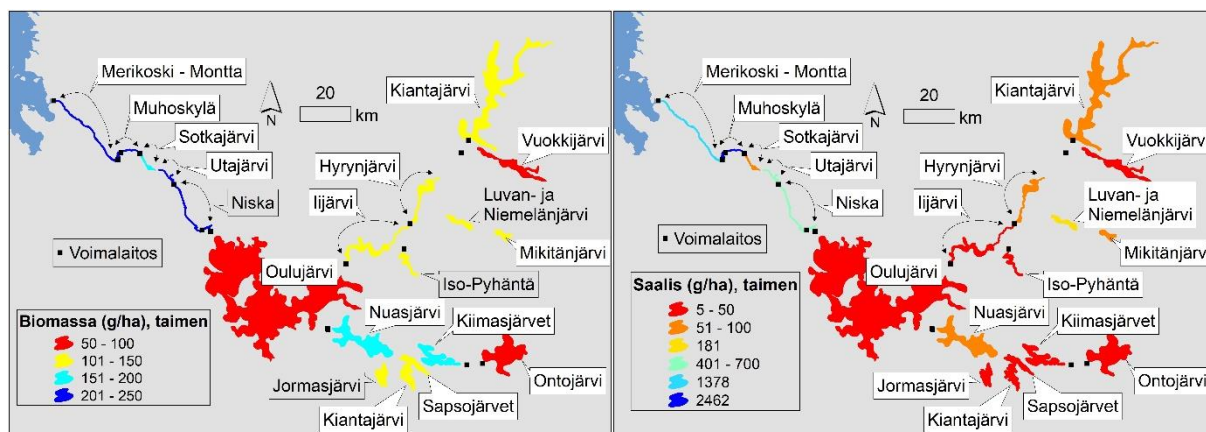 Merikoski - Montta
Muhoskylä
Sotkajärvi
Utajärvi
Niska
20
km
N
Kiantajärvi
Vuokkijärvi
Hyrynjärvi
Iijärvi
Luvan- ja
Niemelänjärvi
Mikitänjärvi
Voimalaitos
Oulujärvi
Iso-Pyhäntä
Biomassa (g/ha), taimen
50 - 100
101 - 150
151 - 200
201 - 250
Nuasjärvi
Kiimasjärvet
Jormasjärvi
Kiantajärvi
Sapsojärvet
Ontojärvi
Merikoski - Montta
Muhoskylä
Sotkajärvi
Utajärvi
Niska
20
km
N
Kiantajärvi
Vuokkijärvi
Hyrynjärvi
Iijärvi
Luvan- ja
Niemelänjärvi
Mikitänjärvi
Voimalaitos
Oulujärvi
Iso-Pyhäntä
Saalis (g/ha), taimen
5 - 50
51 - 100
181
401 - 700
1378
2462
Nuasjärvi
Kiimasjärvet
Jormasjärvi
Kiantajärvi
Sapsojärvet
Ontojärvi